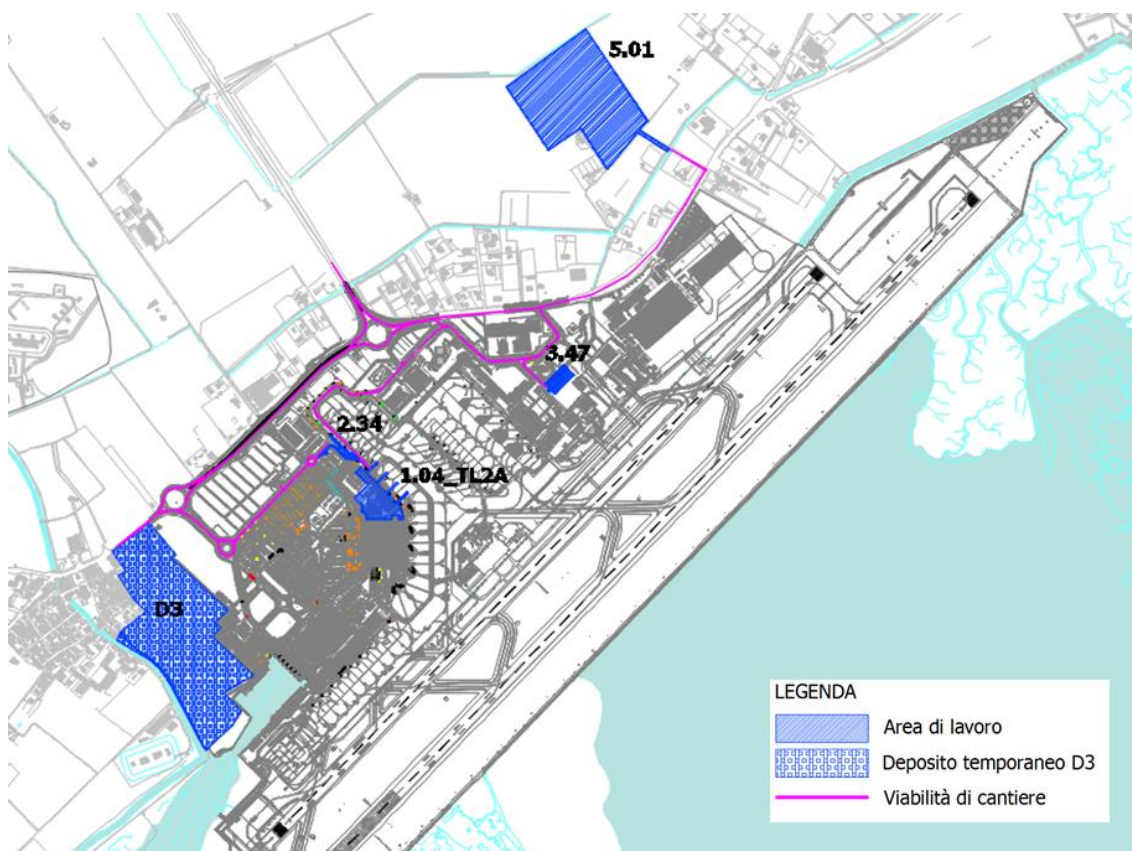 5.01
3.47
2.34
1.04_TL2A
D3
LEGENDA
Area di lavoro
Deposito temporaneo D3
Viabilità di cantiere